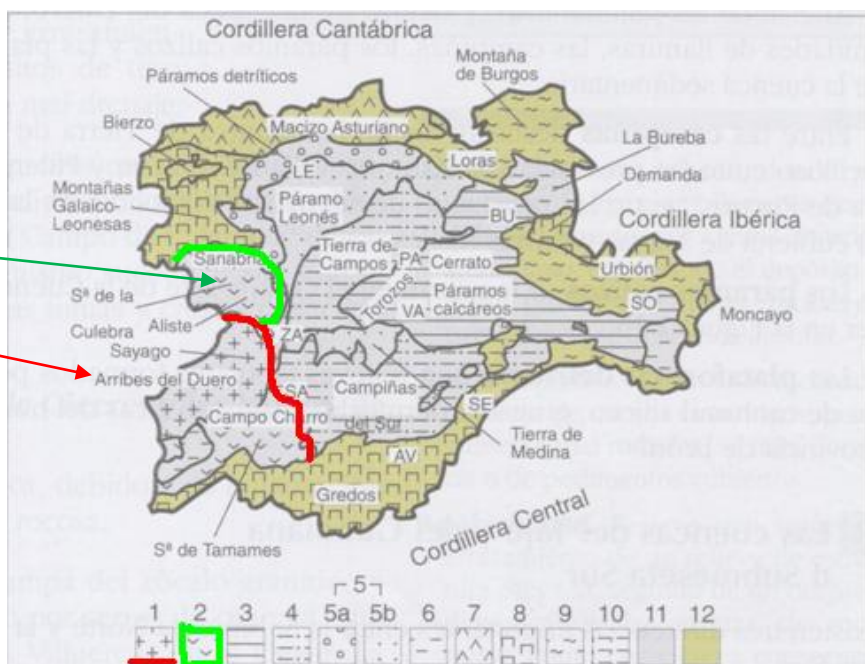 Cordillera Cantábrica
Montaña
de Burgos
Páramos detríticos
Bierzo
Macizo Asturiano
La Bureba
LE
Loras
Demanda
Montañas
Galaico-
Leonesas
Páramo
Leonés
BU
Cordillera Ibérica
Sanabria
Tierra de
Campos
PA
Cerrato
Urbión
Sª de la
Culebra
Torozos
VA
Páramos
calcáreos
SO
Moncayo
Aliste
ZA
Sayago
Arribes del Duero
SA
Campiñas
del Sur
SE
Campo Charro
Tierra de
Medina
AV
Gredos
Sª de Tamames
Cordillera Central
5
1 2 3 4 5a 5b 6 7 8 9 10 11 12